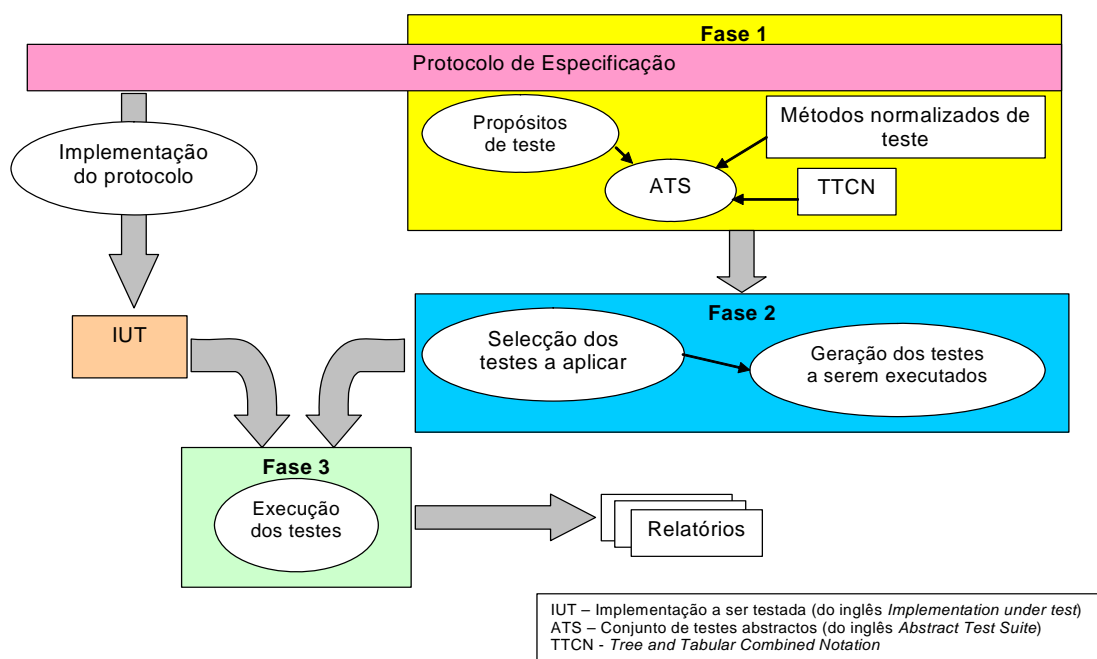 Fase 1
Protocolo de Especificação
Propósitos
de teste
Métodos normalizados de
teste
Implementação
do protocolo
ATS
TTCN
IUT
Fase 2
Selecção dos
testes a aplicar
Geração dos testes
a serem executados
Fase 3
Execução
dos testes
Relatórios
IUT – Implementação a ser testada (do inglês Implementation under test)
ATS – Conjunto de testes abstractos (do inglês Abstract Test Suite)
TTCN - Tree and Tabular Combined Notation